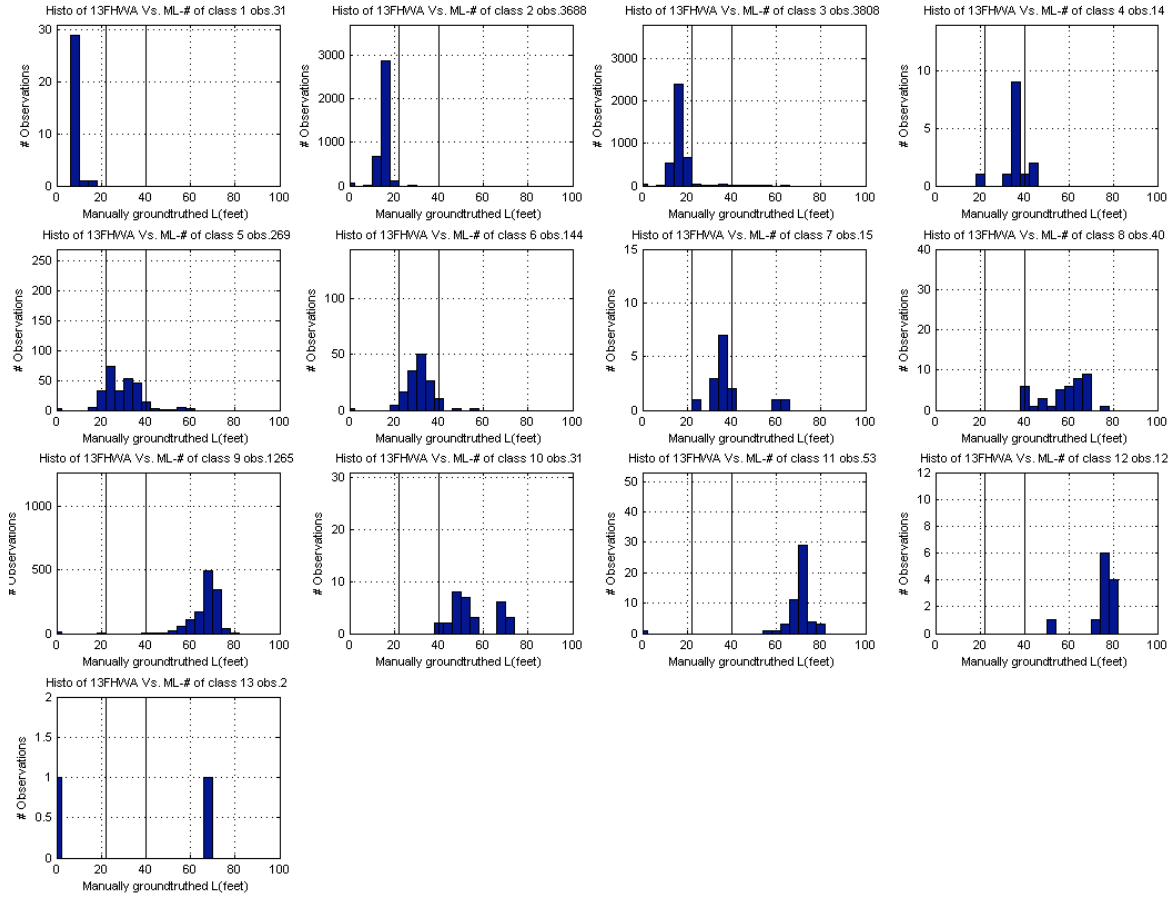 Histo of 13FHWA Vs. ML-# of class 1 obs.31
# Observations
30
20
10
0
0 20 40 60 80 100
Manually groundtruthed L(feet)
Histo of 13FHWA Vs. ML-# of class 2 obs.3688
# Observations
3000
2000
1000
0
0 20 40 60 80 100
Manually groundtruthed L(feet)
Histo of 13FHWA Vs. ML-# of class 3 obs.3808
# Observations
3000
2000
1000
0
0 20 40 60 80 100
Manually groundtruthed L(feet)
Histo of 13FHWA Vs. ML-# of class 4 obs.14
# Observations
10
5
0
0 20 40 60 80 100
Manually groundtruthed L(feet)
Histo of 13FHWA Vs. ML-# of class 5 obs.269
# Observations
250
200
150
100
50
0
0 20 40 60 80 100
Manually groundtruthed L(feet)
Histo of 13FHWA Vs. ML-# of class 6 obs.144
# Observations
100
50
0
0 20 40 60 80 100
Manually groundtruthed L(feet)
Histo of 13FHWA Vs. ML-# of class 7 obs.15
# Observations
15
10
5
0
0 20 40 60 80 100
Manually groundtruthed L(feet)
Histo of 13FHWA Vs. ML-# of class 8 obs.40
# Observations
40
30
20
10
0
0 20 40 60 80 100
Manually groundtruthed L(feet)
Histo of 13FHWA Vs. ML-# of class 9 obs.1265
# Observations
1000
500
0
0 20 40 60 80 100
Manually groundtruthed L(feet)
Histo of 13FHWA Vs. ML-# of class 10 obs.31
# Observations
30
20
10
0
0 20 40 60 80 100
Manually groundtruthed L(feet)
Histo of 13FHWA Vs. ML-# of class 11 obs.53
# Observations
50
40
30
20
10
0
0 20 40 60 80 100
Manually groundtruthed L(feet)
Histo of 13FHWA Vs. ML-# of class 12 obs.12
# Observations
12
10
8
6
4
2
0
0 20 40 60 80 100
Manually groundtruthed L(feet)
Histo of 13FHWA Vs. ML-# of class 13 obs.2
# Observations
2
1.5
1
0.5
0
0 20 40 60 80 100
Manually groundtruthed L(feet)